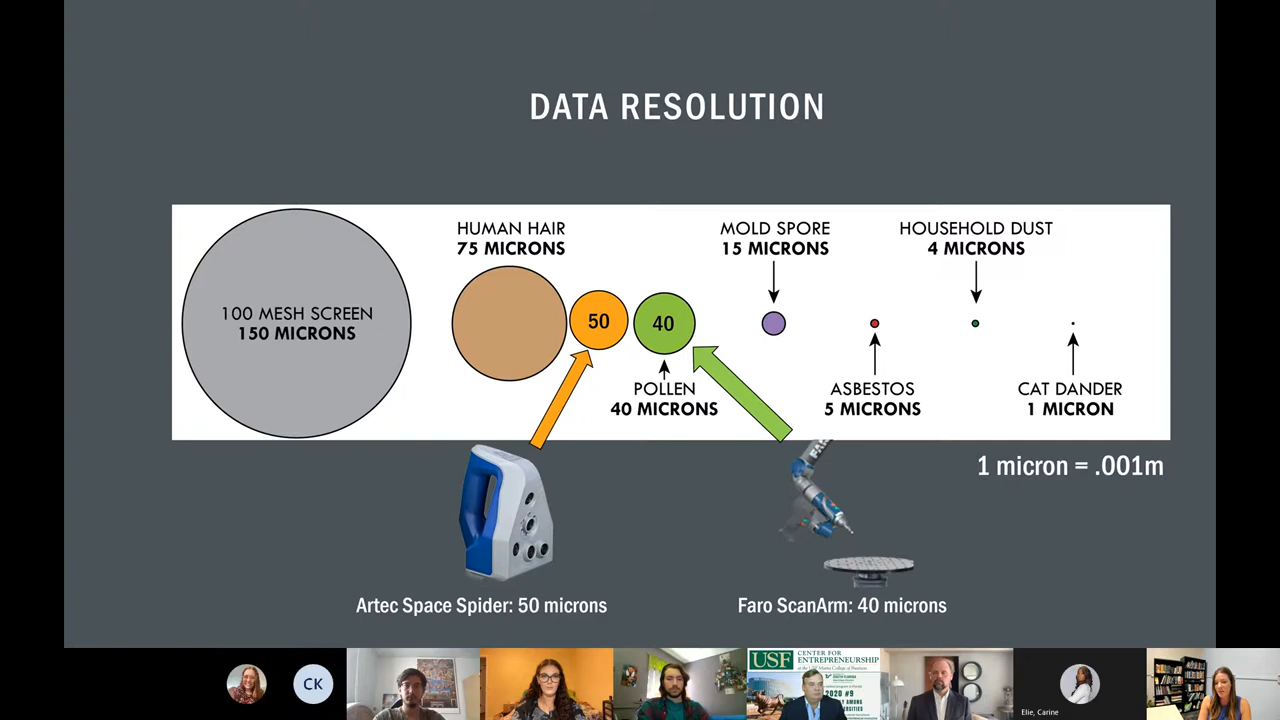 DATA RESOLUTION
100 MESH SCREEN
150 MICRONS
HUMAN HAIR
75 MICRONS
50
40
POLLEN
40 MICRONS
MOLD SPORE
15 MICRONS
ASBESTOS
5 MICRONS
HOUSEHOLD DUST
4 MICRONS
CAT DANDER
1 MICRON
1 micron = .001m
Artec Space Spider: 50 microns
Faro ScanArm: 40 microns
CK
USF
CENTER FOR
ENTREPRENEURSHIP
2020 #9
Elie, Carine